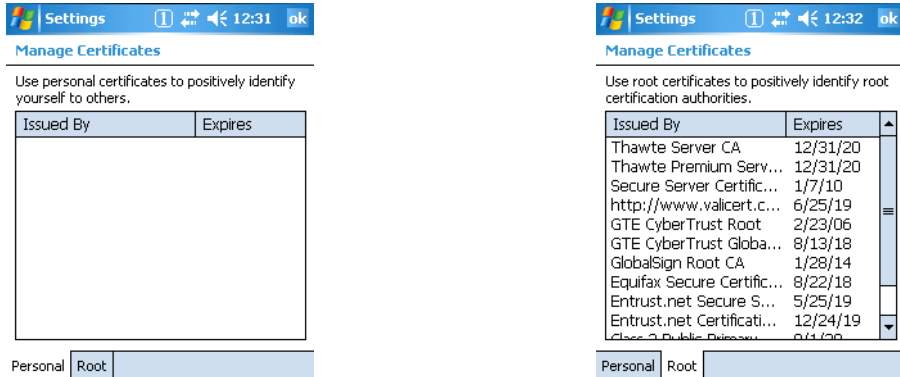 Settings 1 12:31 ok
Manage Certificates
Use personal certificates to positively identify
yourself to others.
Issued By Expires
Personal Root
Settings 1 12:32 ok
Manage Certificates
Use root certificates to positively identify root
certification authorities.
Issued By Expires
Thawte Server CA 12/31/20
Thawte Premium Serv... 12/31/20
Secure Server Certific... 1/7/10
http://www.valicert.c... 6/25/19
GTE CyberTrust Root 2/23/06
GTE CyberTrust Globa... 8/13/18
GlobalSign Root CA 1/28/14
Equifax Secure Certific... 8/22/18
Entrust.net Secure S... 5/25/19
Entrust.net Certificati... 12/24/19
Public Primary
Personal Root